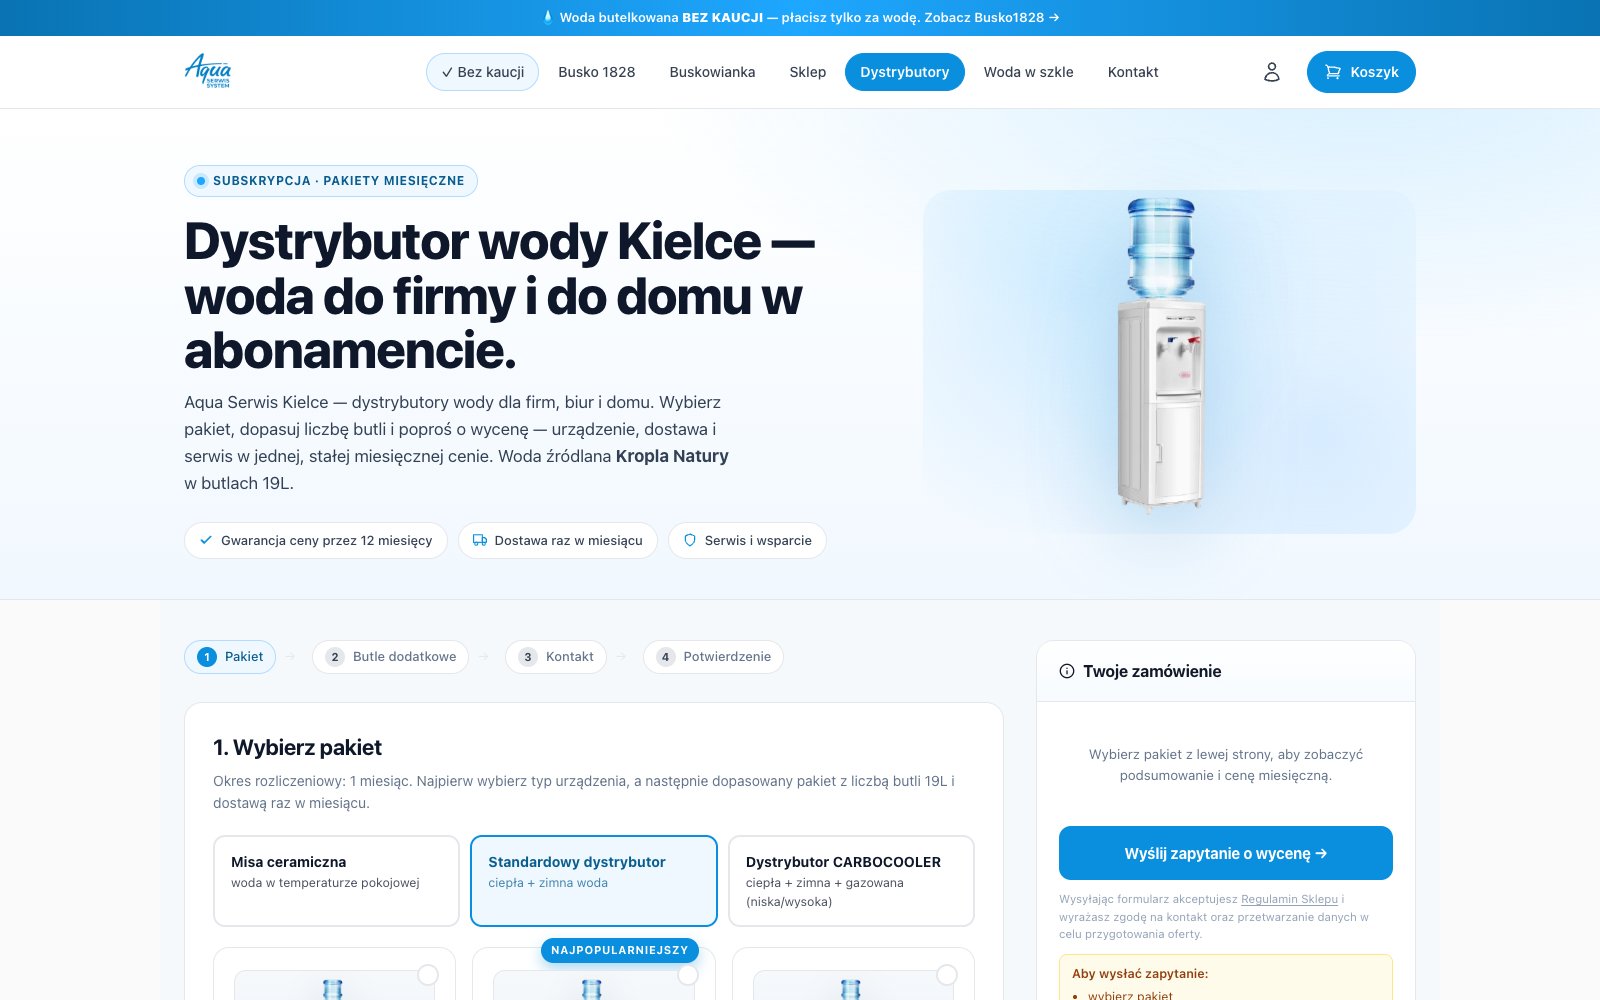 Woda butelkowana BEZ KAUCJI — płacisz tylko za wodę. Zobacz Busko1828 →
Aqua
SERWIS
SYSTEM
✓ Bez kaucji
Busko 1828
Buskowianka
Sklep
Dystrybutory
Woda w szkle
Kontakt
Koszyk
SUBSKRYPCJA · PAKIETY MIESIĘCZNE
Dystrybutor wody Kielce —
woda do firmy i do domu w
abonamencie.
Aqua Serwis Kielce — dystrybutory wody dla firm, biur i domu. Wybierz
pakiet, dopasuj liczbę butli i poproś o wycenę — urządzenie, dostawa i
serwis w jednej, stałej miesięcznej cenie. Woda źródlana Kropla Natury
w butlach 19L.
Gwarancja ceny przez 12 miesięcy
Dostawa raz w miesiącu
Serwis i wsparcie
1 Pakiet →
2 Butle dodatkowe →
3 Kontakt →
4 Potwierdzenie
1. Wybierz pakiet
Okres rozliczeniowy: 1 miesiąc. Najpierw wybierz typ urządzenia, a następnie dopasowany pakiet z liczbą butli 19L i
dostawą raz w miesiącu.
Misa ceramiczna
woda w temperaturze pokojowej
Standardowy dystrybutor
ciepła + zimna woda
Dystrybutor CARBOCOOLER
ciepła + zimna + gazowana
(niska/wysoka)
NAJPOPULARNIEJSZY
Twoje zamówienie
Wybierz pakiet z lewej strony, aby zobaczyć
podsumowanie i cenę miesięczną.
Wyślij zapytanie o wycenę →
Wysyłając formularz akceptujesz Regulamin Sklepu i
wyrażasz zgodę na kontakt oraz przetwarzanie danych w
celu przygotowania oferty.
Aby wysłać zapytanie:
• wybierz pakiet